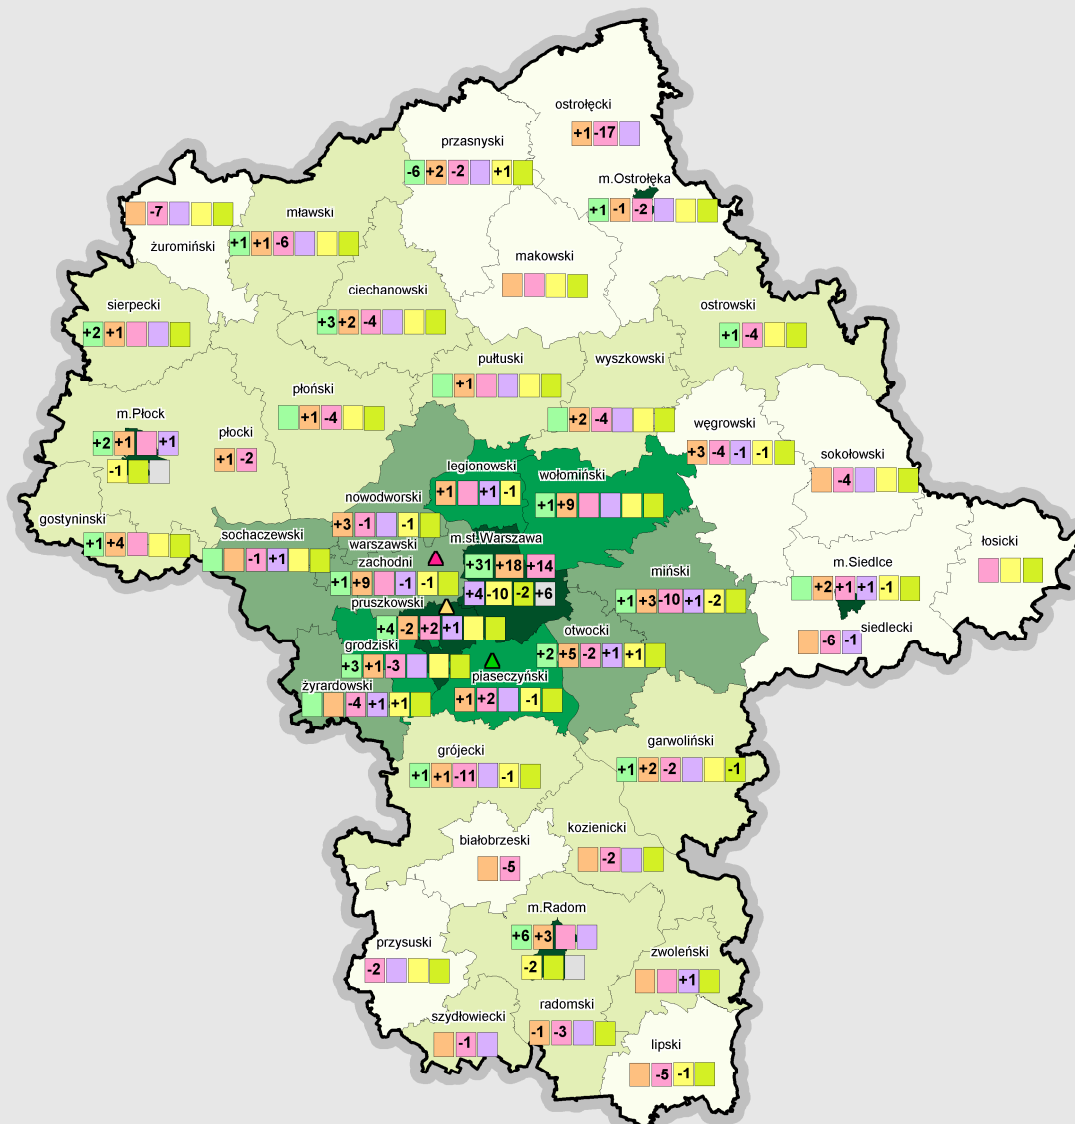 ostrołęcki
+1 -17
przasnyski
-6 +2 -2 +1
m.Ostrołęka
+1 -1 -2
-7
żuromiński
mławski
+1 +1 -6
makowski
ciechanowski
+3 +2 -4
sierpecki
+2 +1
ostrowski
+1 -4
pułtuski
+1
wyszkowski
+2 -4
płoński
+1 -4
m.Płock
+2 +1 +1
-1
płocki
+1 -2
węgrowski
+3 -4 -1 -1
sokołowski
-4
legionowski
+1 +1 -1
wołomiński
+1 +9
nowodworski
+3 -1 -1
gostyninski
+1 +4
sochaczewski
-1 +1
warszawski
zachodni
+1 +9 -1 -1
m.st.Warszawa
+31 +18 +14
+4 -10 -2 +6
łosicki
m.Siedlce
+2 +1 +1 -1
miński
+1 +3 -10 +1 -2
pruszkowski
+4 -2 +2 +1
siedlecki
-6 -1
otwocki
+2 +5 -2 +1 +1
grodziski
+3 +1 -3
piaseczyński
+1 +2 -1
żyrardowski
-4 +1 +1
grójecki
+1 +1 -11 -1
garwoliński
+1 +2 -2 -1
białobrzeski
-5
kozienicki
-2
m.Radom
+6 +3
-2
przysuski
-2
zwoleński
+1
radomski
-1 -3
szydłowiecki
-1
lipski
-5 -1